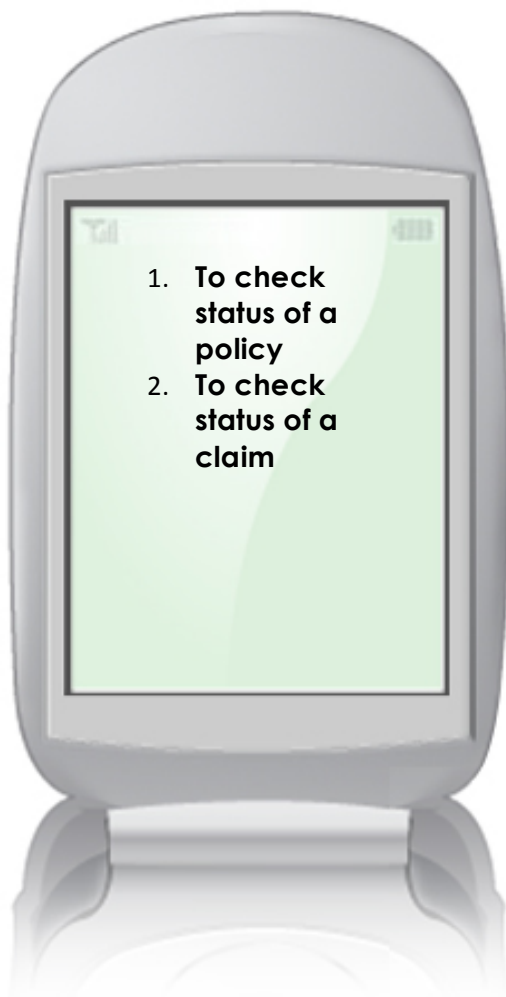 1. To check
status of a
policy
2. To check
status of a
claim